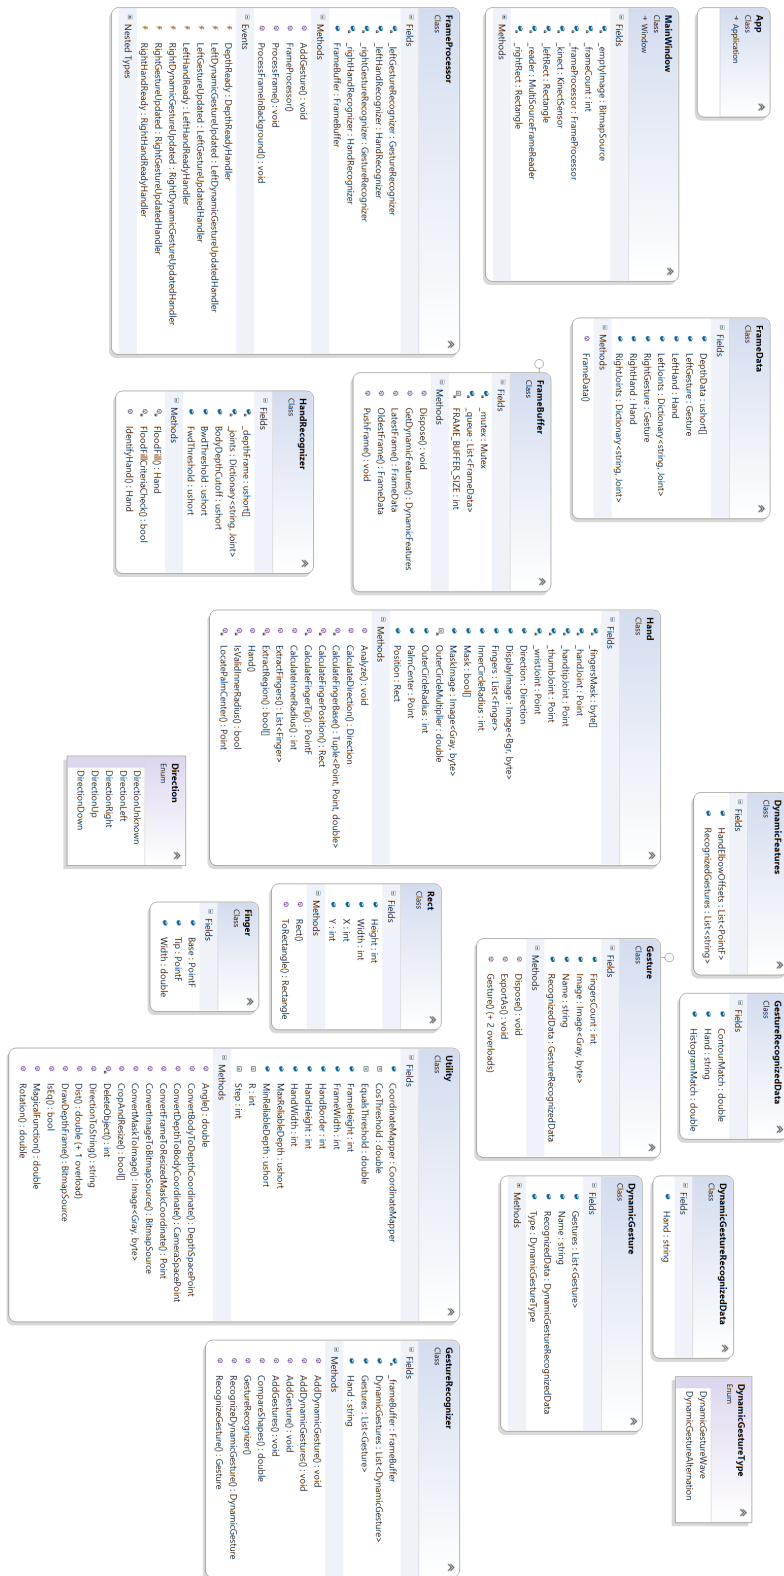 App
Class
Application
MainWindow
Class
Window
Fields
_emptyImage : BitmapSource
_frameCount : int
_frameProcessor : FrameProcessor
_kinect : KinectSensor
_leftRect : Rectangle
_reader : MultiSourceFrameReader
_rightRect : Rectangle
Methods
FrameProcessor
Class
Fields
_leftGestureRecognizer : GestureRecognizer
_leftHandRecognizer : HandRecognizer
_rightGestureRecognizer : GestureRecognizer
_rightHandRecognizer : HandRecognizer
FrameBuffer : FrameBuffer
Methods
AddGesture() : void
FrameProcessor()
ProcessFrame() : void
ProcessFrameInBackground() : void
Events
DepthReady : DepthReadyHandler
LeftDynamicGestureUpdated : LeftDynamicGestureUpdatedHandler
LeftGestureUpdated : LeftGestureUpdatedHandler
LeftHandReady : LeftHandReadyHandler
RightDynamicGestureUpdated : RightDynamicGestureUpdatedHandler
RightGestureUpdated : RightGestureUpdatedHandler
RightHandReady : RightHandReadyHandler
Nested Types
FrameData
Class
Fields
DepthData : ushort[]
LeftGesture : Gesture
LeftHand : Hand
LeftJoints : Dictionary<string, Joint>
RightGesture : Gesture
RightHand : Hand
RightJoints : Dictionary<string, Joint>
Methods
FrameData()
FrameBuffer
Class
Fields
_mutex : Mutex
_queue : List<FrameData>
FRAME_BUFFER_SIZE : int
Methods
Dispose() : void
GetDynamicFeatures() : DynamicFeatures
LatestFrame() : FrameData
OldestFrame() : FrameData
PushFrame() : void
HandRecognizer
Class
Fields
_depthFrame : ushort[]
_joints : Dictionary<string, Joint>
BodyDepthCutoff : ushort
BwdThreshold : ushort
FwdThreshold : ushort
Methods
FloodFill() : Hand
FloodFillCriteriaCheck() : bool
IdentifyHand() : Hand
Hand
Class
Fields
_fingersMask : byte[]
_handJoint : Point
_handtipJoint : Point
_thumbJoint : Point
_wristJoint : Point
Direction : Direction
DisplayImage : Image<Bgr, byte>
Fingers : List<Finger>
InnerCircleRadius : int
Mask : bool[]
MaskImage : Image<Gray, byte>
OuterCircleMultiplier : double
OuterCircleRadius : int
PalmCenter : Point
Position : Rect
Methods
Analyze() : void
CalculateDirection() : Direction
CalculateFingerBase() : Tuple<Point, Point, double>
CalculateFingerPosition() : Rect
CalculateFingerTip() : PointF
CalculateInnerRadius() : int
ExtractFingers() : List<Finger>
ExtractRegion() : bool[]
Hand()
IsValidInnerRadius() : bool
LocatePalmCenter() : Point
Direction
Enum
DirectionUnknown
DirectionLeft
DirectionRight
DirectionUp
DirectionDown
DynamicFeatures
Class
Fields
HandElbowOffsets : List<PointF>
RecognizedGestures : List<string>
Gesture
Class
Fields
FingersCount : int
Image : Image<Gray, byte>
Name : string
RecognizedData : GestureRecognizedData
Methods
Dispose() : void
ExportAs() : void
Gesture() (+ 2 overloads)
Rect
Class
Fields
Height : int
Width : int
X : int
Y : int
Methods
Rect()
ToRectangle() : Rectangle
Finger
Class
Fields
Base : PointF
Tip : PointF
Width : double
GestureRecognizedData
Class
Fields
ContourMatch : double
Hand : string
HistogramMatch : double
Utility
Class
Fields
CoordinateMapper : CoordinateMapper
CosThreshold : double
EqualsThreshold : double
FrameHeight : int
FrameWidth : int
HandBorder : int
HandHeight : int
HandWidth : int
MaxReliableDepth : ushort
MinReliableDepth : ushort
R : int
Step : int
Methods
Angle() : double
ConvertBodyToDepthCoordinate() : DepthSpacePoint
ConvertDepthToBodyCoordinate() : CameraSpacePoint
ConvertFrameToResizedMaskCoordinate() : Point
ConvertImageToBitmapSource() : BitmapSource
ConvertMaskToImage() : Image<Gray, byte>
CropAndResize() : bool[]
DeleteObject() : int
DirectionToString() : string
Dist() : double (+ 1 overload)
DrawDepthFrame() : BitmapSource
IsEq() : bool
MagicalFunction() : double
Rotation() : double
DynamicGestureRecognizedData
Class
Fields
Hand : string
DynamicGesture
Class
Fields
Gestures : List<Gesture>
Name : string
RecognizedData : DynamicGestureRecognizedData
Type : DynamicGestureType
Methods
DynamicGestureType
Enum
DynamicGestureWave
DynamicGestureAlternation
GestureRecognizer
Class
Fields
_frameBuffer : FrameBuffer
DynamicGestures : List<DynamicGesture>
Gestures : List<Gesture>
Hand : string
Methods
AddDynamicGesture() : void
AddDynamicGestures() : void
AddGesture() : void
AddGestures() : void
CompareShapes() : double
GestureRecognizer()
RecognizeDynamicGesture() : DynamicGesture
RecognizeGesture() : Gesture